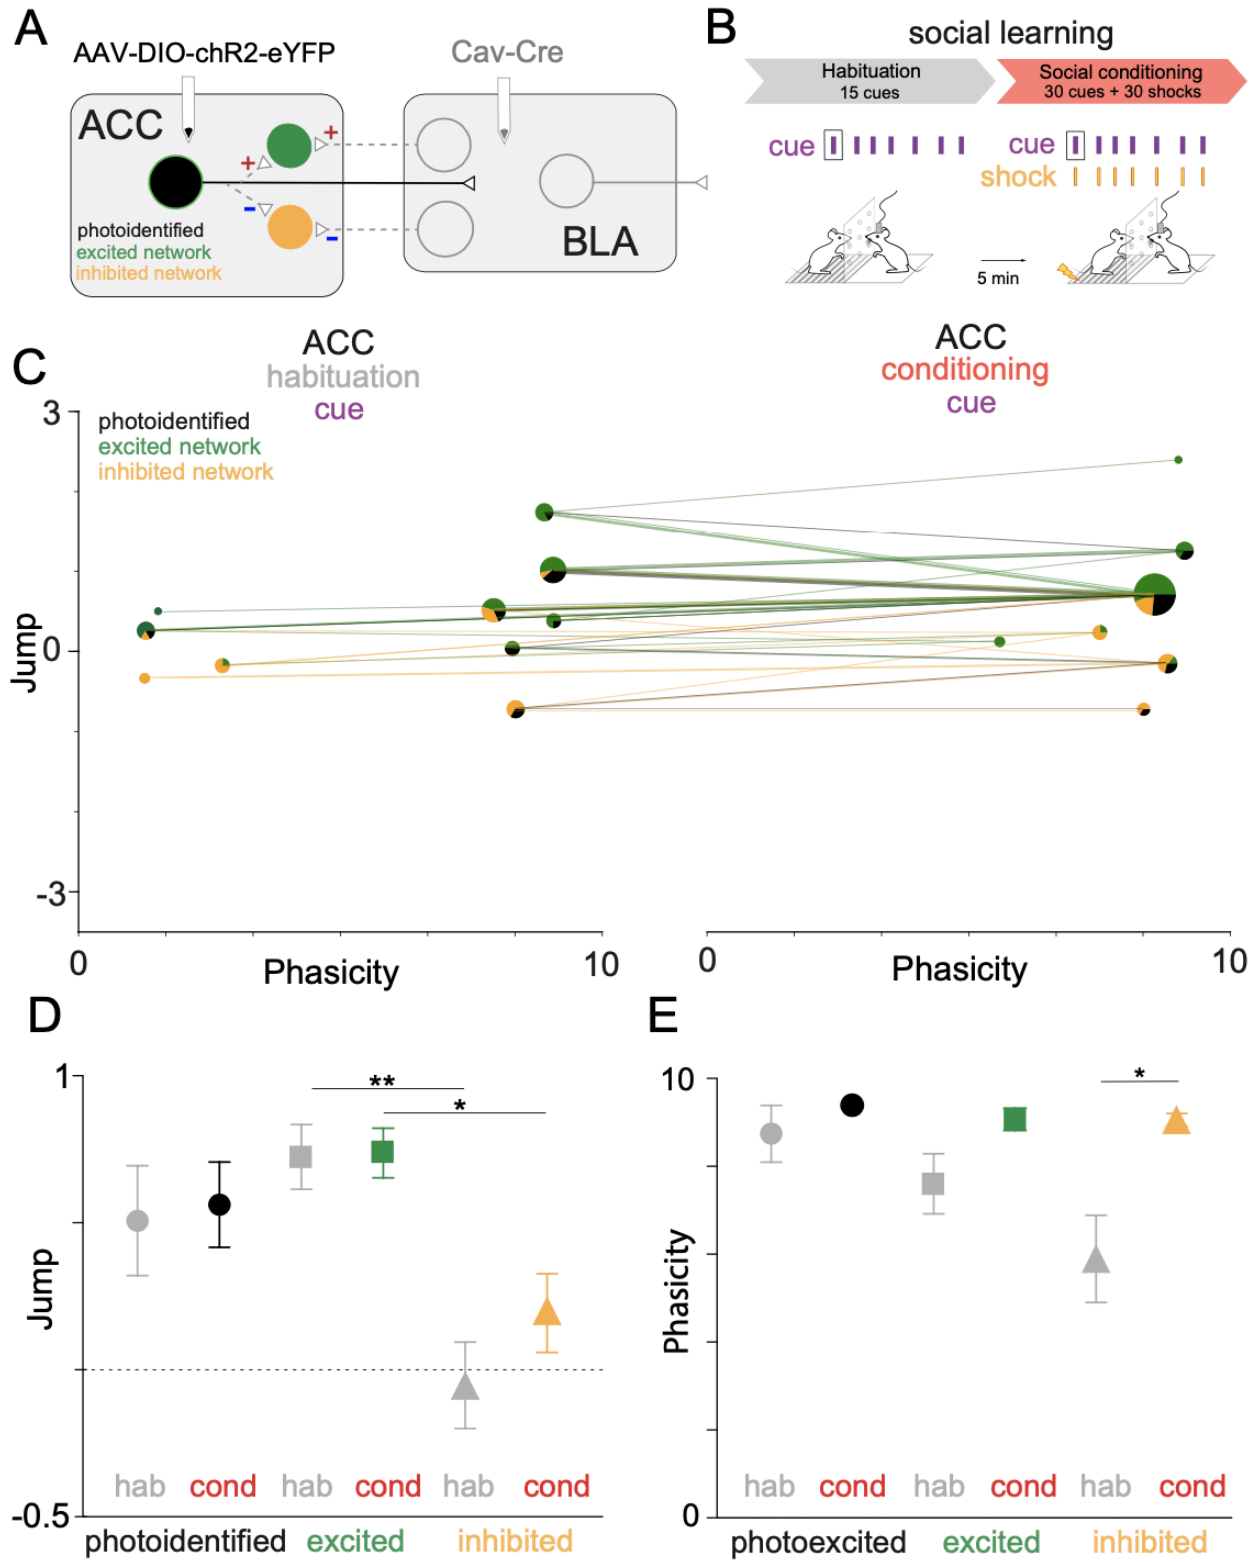 A
AAV-DIO-chR2-eYFP
Cav-Cre
ACC
+
+
-
-
photoidentified
excited network
inhibited network
BLA
B
social learning
Habituation
15 cues
Social conditioning
30 cues + 30 shocks
cue
cue
shock
5 min
C
ACC
habituation
cue
ACC
conditioning
cue
photoidentified
excited network
inhibited network
3
0
-3
Jump
0
10
Phasicity
0
10
Phasicity
D
1
-0.5
Jump
**
*
hab
cond
hab
cond
hab
cond
photoidentified
excited
inhibited
E
10
0
Phasicity
*
hab
cond
hab
cond
hab
cond
photoexcited
excited
inhibited